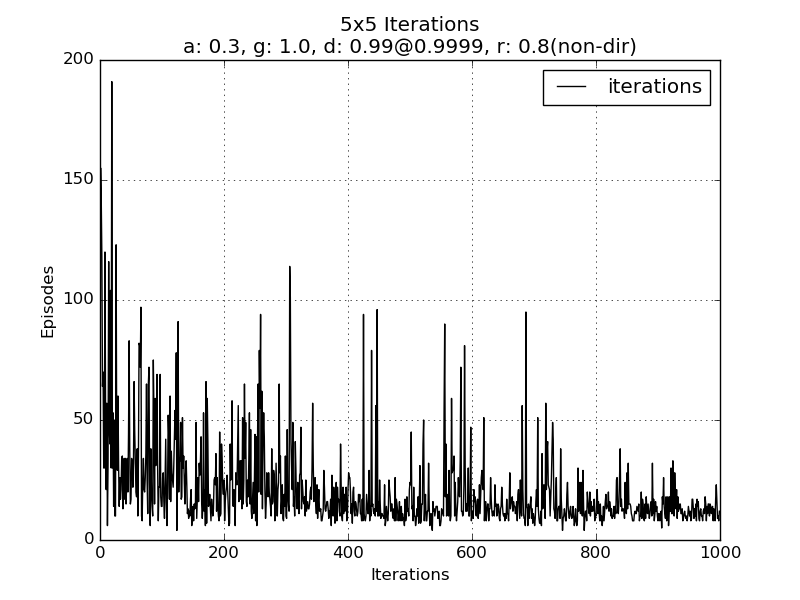 5x5 Iterations
a: 0.3, g: 1.0, d: 0.99@0.9999, r: 0.8(non-dir)
200
iterations
150
Episodes
100
50
0
0 200 400 600 800 1000
Iterations